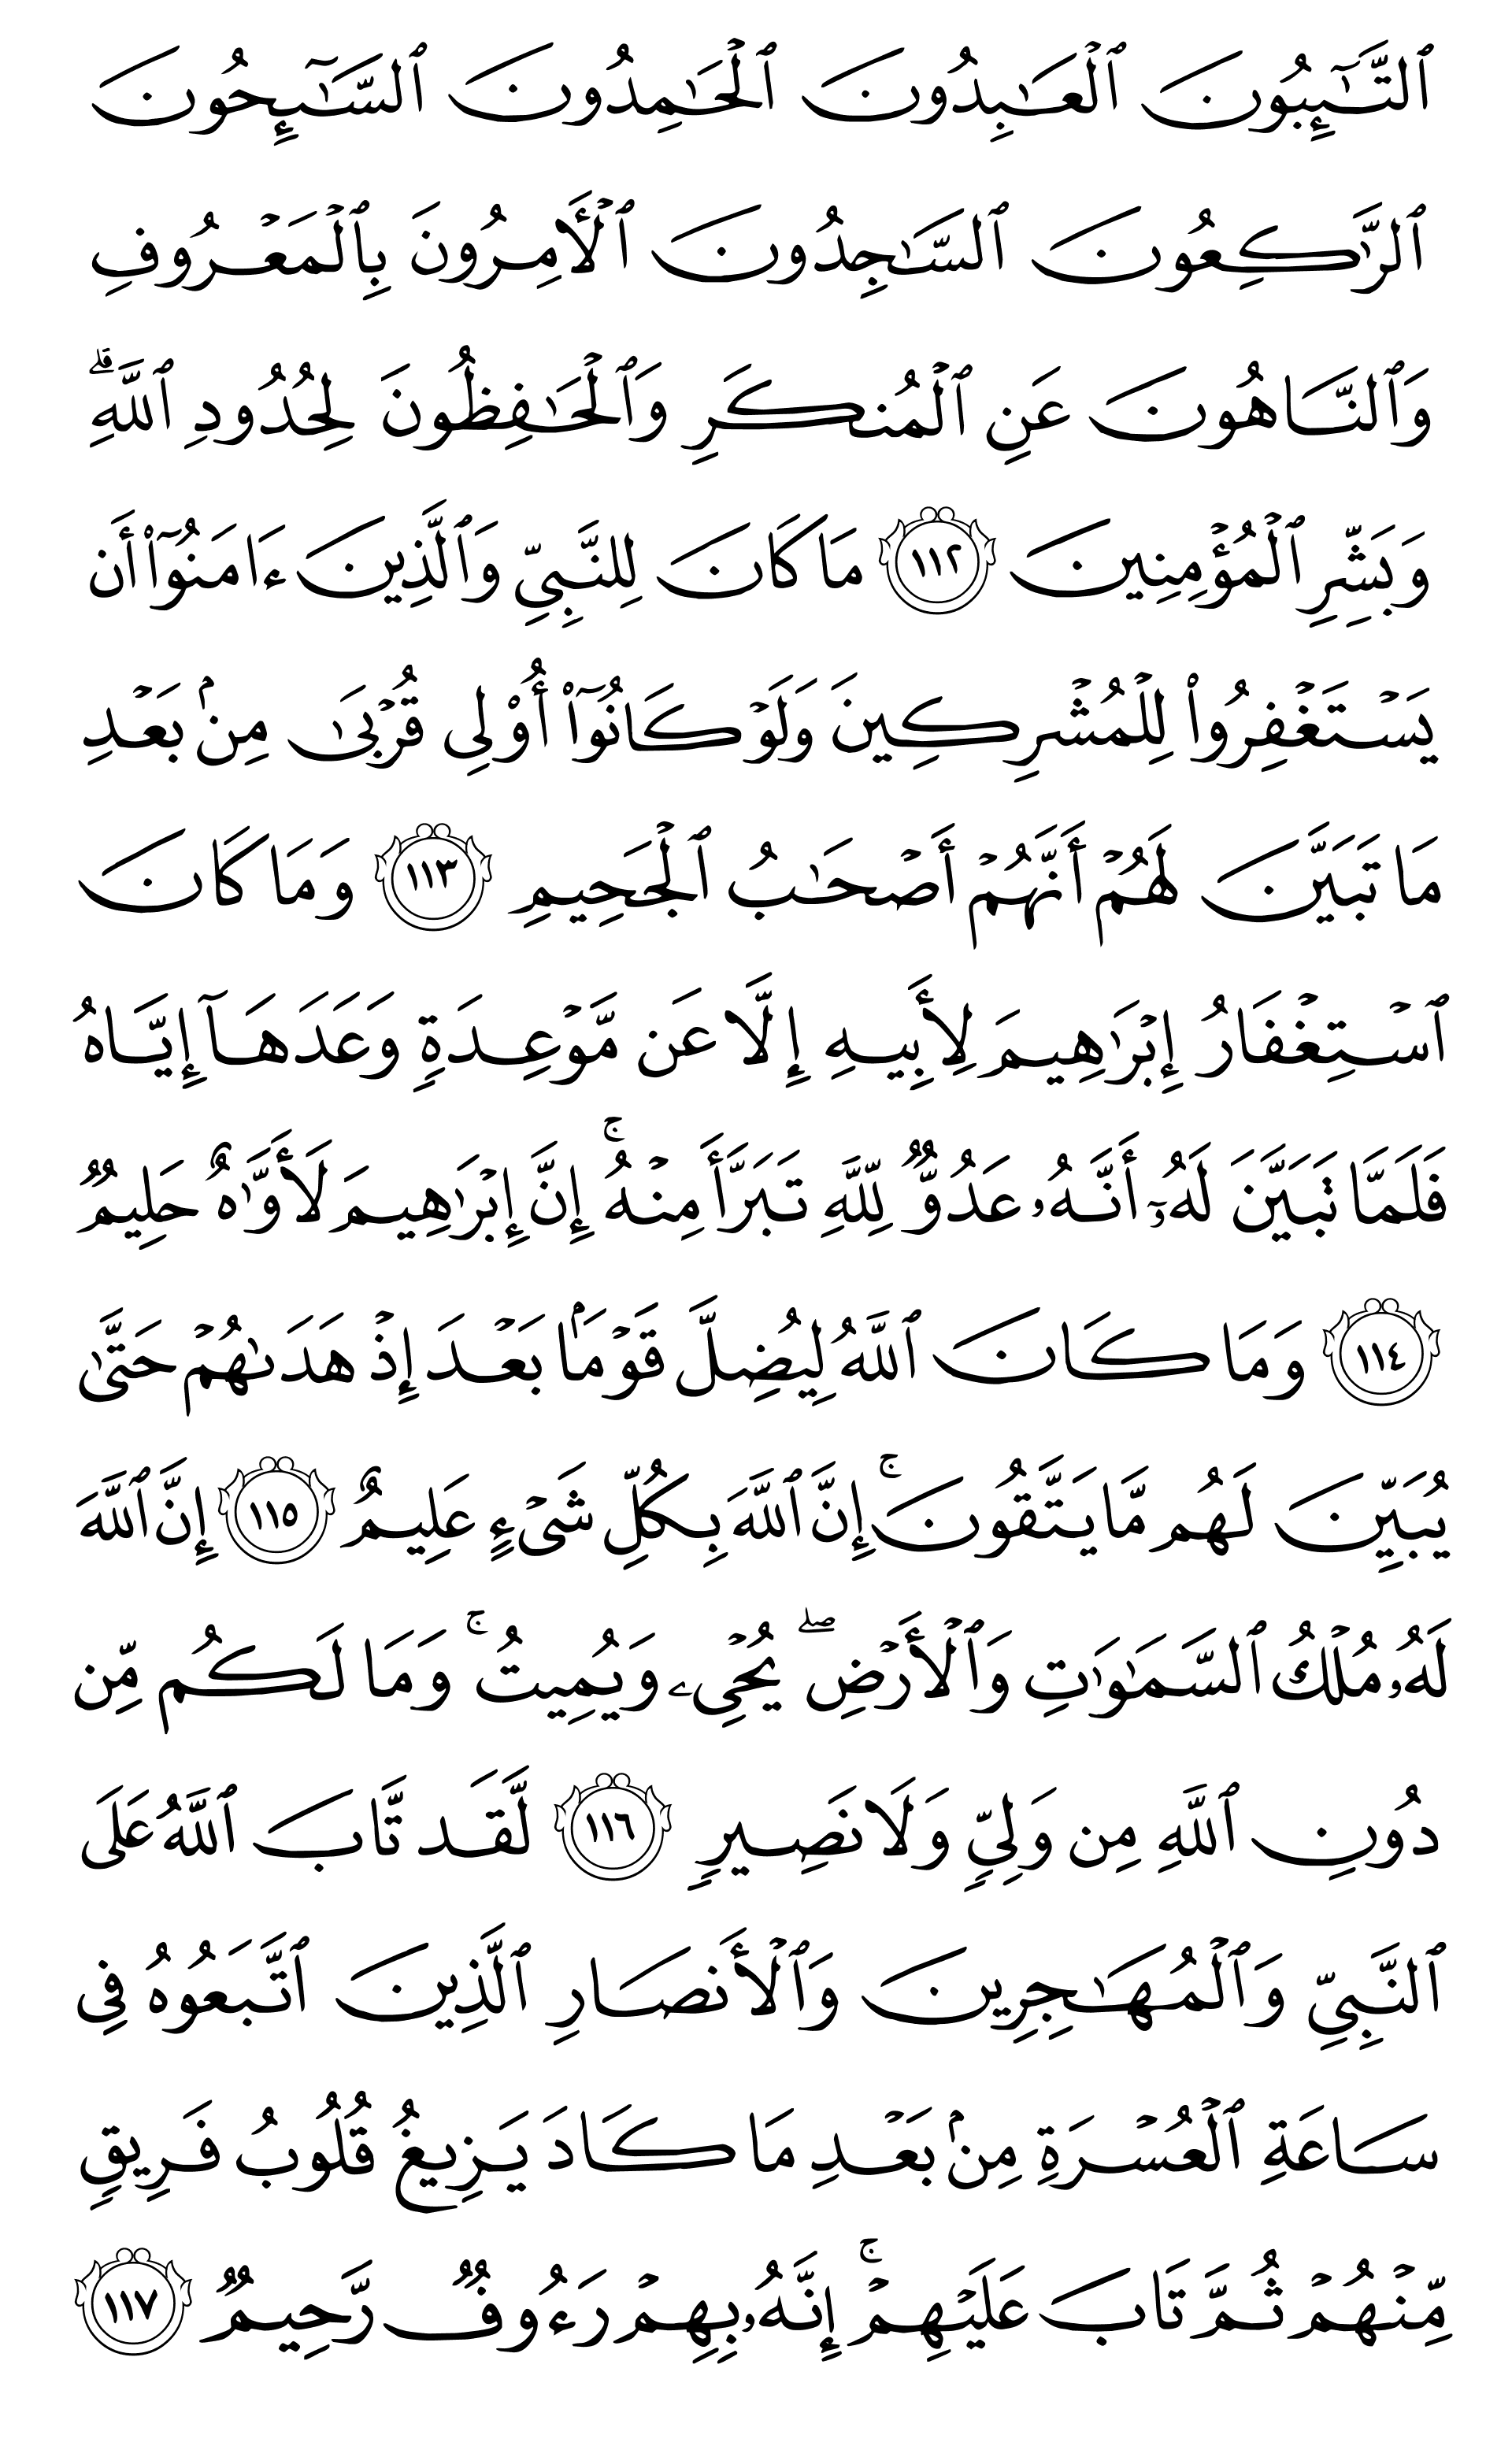 ٱلتَّـٰٓئِبُونَ ٱلْعَـٰبِدُونَ ٱلْحَـٰمِدُونَ ٱلسَّـٰٓئِحُونَ
ٱلرَّٰكِعُونَ ٱلسَّـٰجِدُونَ ٱلْأَمِرُونَ بِٱلْمَعْرُوفِ
وَٱلنَّاهُونَ عَنِ ٱلْمُنكَرِ وَٱلْحَـٰفِظُونَ لِحُدُودِ ٱللَّهِ ۗ
وَبَشِّرِ ٱلْمُؤْمِنِينَ ١١٢ مَا كَانَ لِلنَّبِيِّ وَٱلَّذِينَ ءَامَنُوٓا۟ أَن
يَسْتَغْفِرُوا۟ لِلْمُشْرِكِينَ وَلَوْ كَانُوٓا۟ أُو۟لِى قُرْبَىٰ مِنۢ بَعْدِ
مَا تَبَيَّنَ لَهُمْ أَنَّهُمْ أَصْحَـٰبُ ٱلْجَحِيمِ ١١٣ وَمَا كَانَ
ٱسْتِغْفَارُ إِبْرَٰهِيمَ لِأَبِيهِ إِلَّا عَن مَّوْعِدَةٍ وَعَدَهَآ إِيَّاهُ
فَلَمَّا تَبَيَّنَ لَهُۥٓ أَنَّهُۥ عَدُوٌّ لِّلَّهِ تَبَرَّأَ مِنْهُ ۚ إِنَّ إِبْرَٰهِيمَ لَأَوَّٰهٌ حَلِيمٌ
١١٤ وَمَا كَانَ ٱللَّهُ لِيُضِلَّ قَوْمًۢا بَعْدَ إِذْ هَدَىٰهُمْ حَتَّىٰ
يُبَيِّنَ لَهُم مَّا يَتَّقُونَ ۚ إِنَّ ٱللَّهَ بِكُلِّ شَىْءٍ عَلِيمٌ ١١٥ إِنَّ ٱللَّهَ
لَهُۥ مُلْكُ ٱلسَّمَـٰوَٰتِ وَٱلْأَرْضِ ۖ يُحْىِۦ وَيُمِيتُ ۚ وَمَا لَكُم مِّن
دُونِ ٱللَّهِ مِن وَلِيٍّ وَلَا نَصِيرٍ ١١٦ لَّقَد تَّابَ ٱللَّهُ عَلَى
ٱلنَّبِيِّ وَٱلْمُهَـٰجِرِينَ وَٱلْأَنصَارِ ٱلَّذِينَ ٱتَّبَعُوهُ فِى
سَاعَةِ ٱلْعُسْرَةِ مِنۢ بَعْدِ مَا كَادَ يَزِيغُ قُلُوبُ فَرِيقٍ
مِّنْهُمْ ثُمَّ تَابَ عَلَيْهِمْ ۚ إِنَّهُۥ بِهِمْ رَءُوفٌ رَّحِيمٌ ١١٧